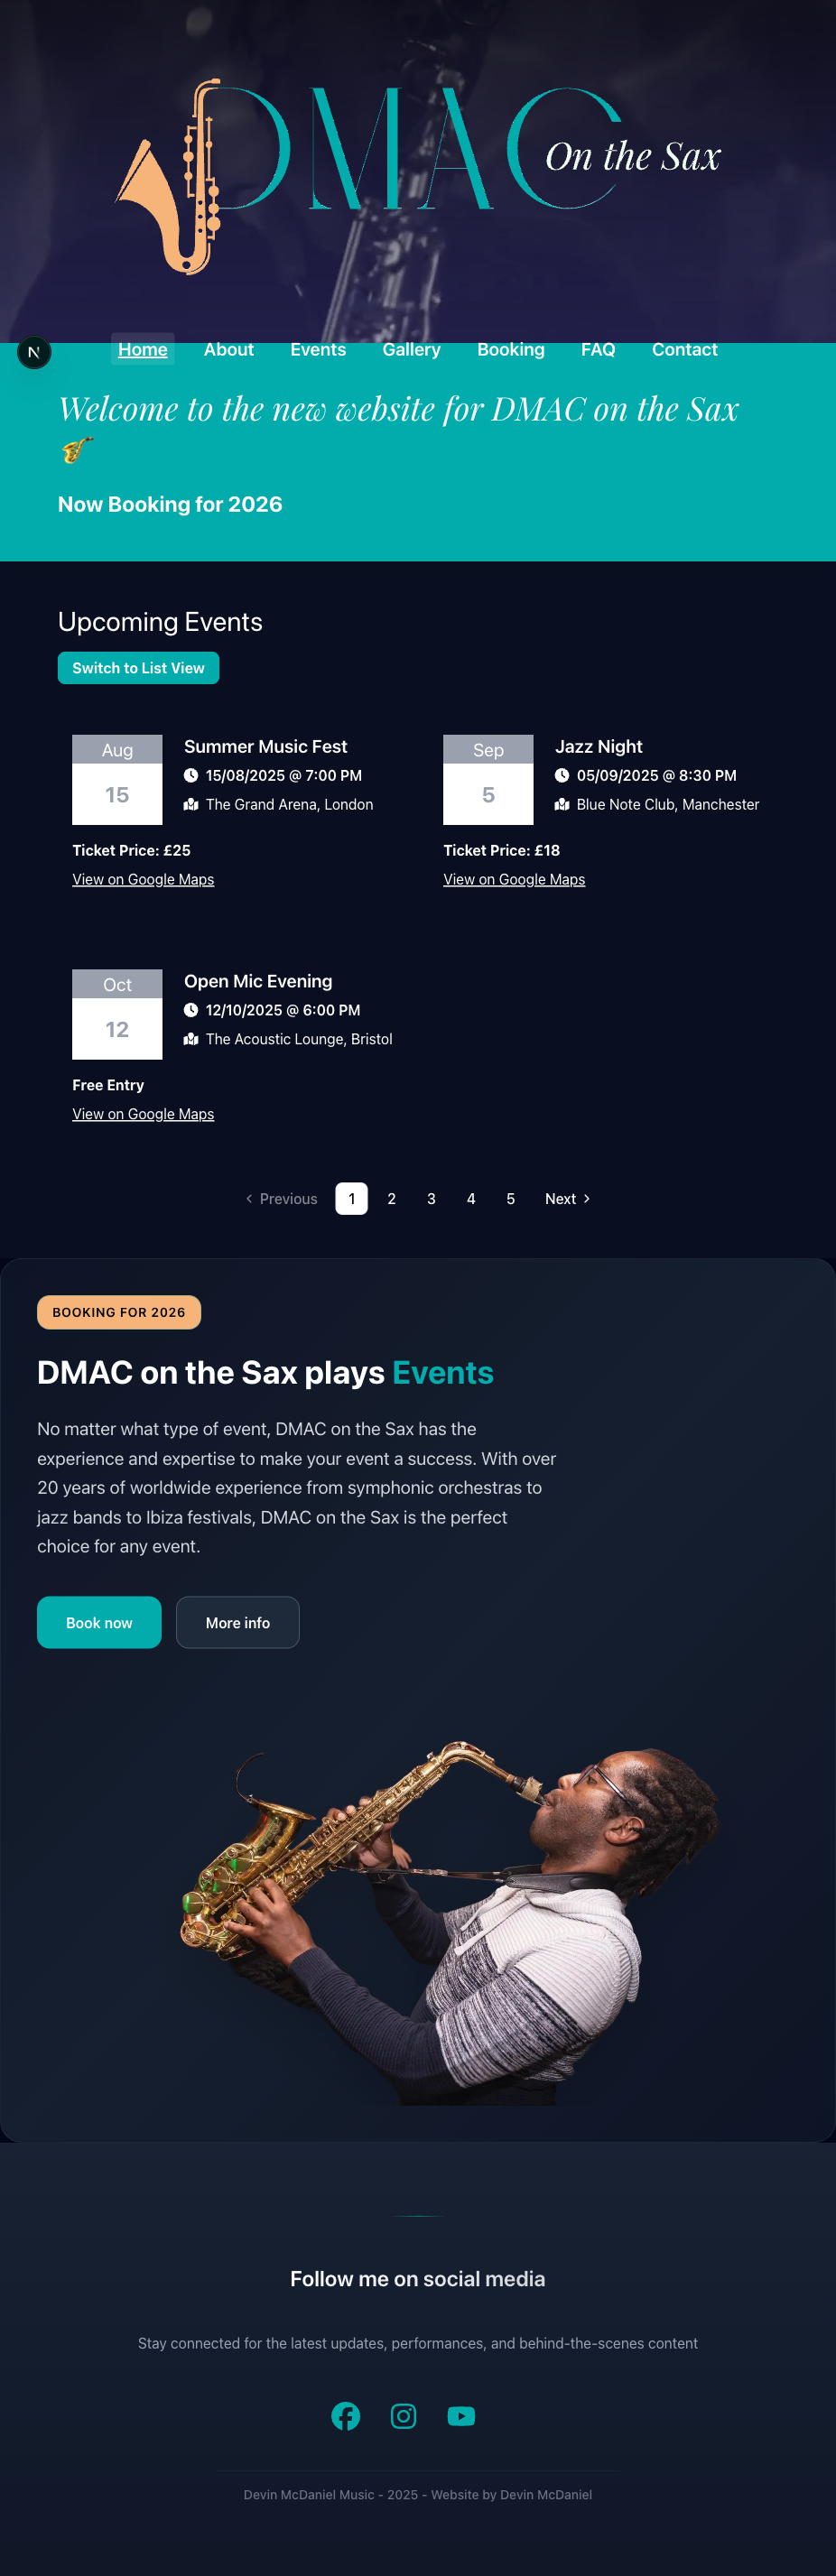 DMAC
On the Sax
N
Home About Events Gallery Booking FAQ Contact
Welcome to the new website for DMAC on the Sax
🎷
Now Booking for 2026
Upcoming Events
Switch to List View
Aug
15
Summer Music Fest
15/08/2025 @ 7:00 PM
The Grand Arena, London
Ticket Price: £25
View on Google Maps
Sep
5
Jazz Night
05/09/2025 @ 8:30 PM
Blue Note Club, Manchester
Ticket Price: £18
View on Google Maps
Oct
12
Open Mic Evening
12/10/2025 @ 6:00 PM
The Acoustic Lounge, Bristol
Free Entry
View on Google Maps
Previous 1 2 3 4 5 Next
BOOKING FOR 2026
DMAC on the Sax plays Events
No matter what type of event, DMAC on the Sax has the
experience and expertise to make your event a success. With over
20 years of worldwide experience from symphonic orchestras to
jazz bands to Ibiza festivals, DMAC on the Sax is the perfect
choice for any event.
Book now More info
Follow me on social media
Stay connected for the latest updates, performances, and behind-the-scenes content
Devin McDaniel Music - 2025 - Website by Devin McDaniel